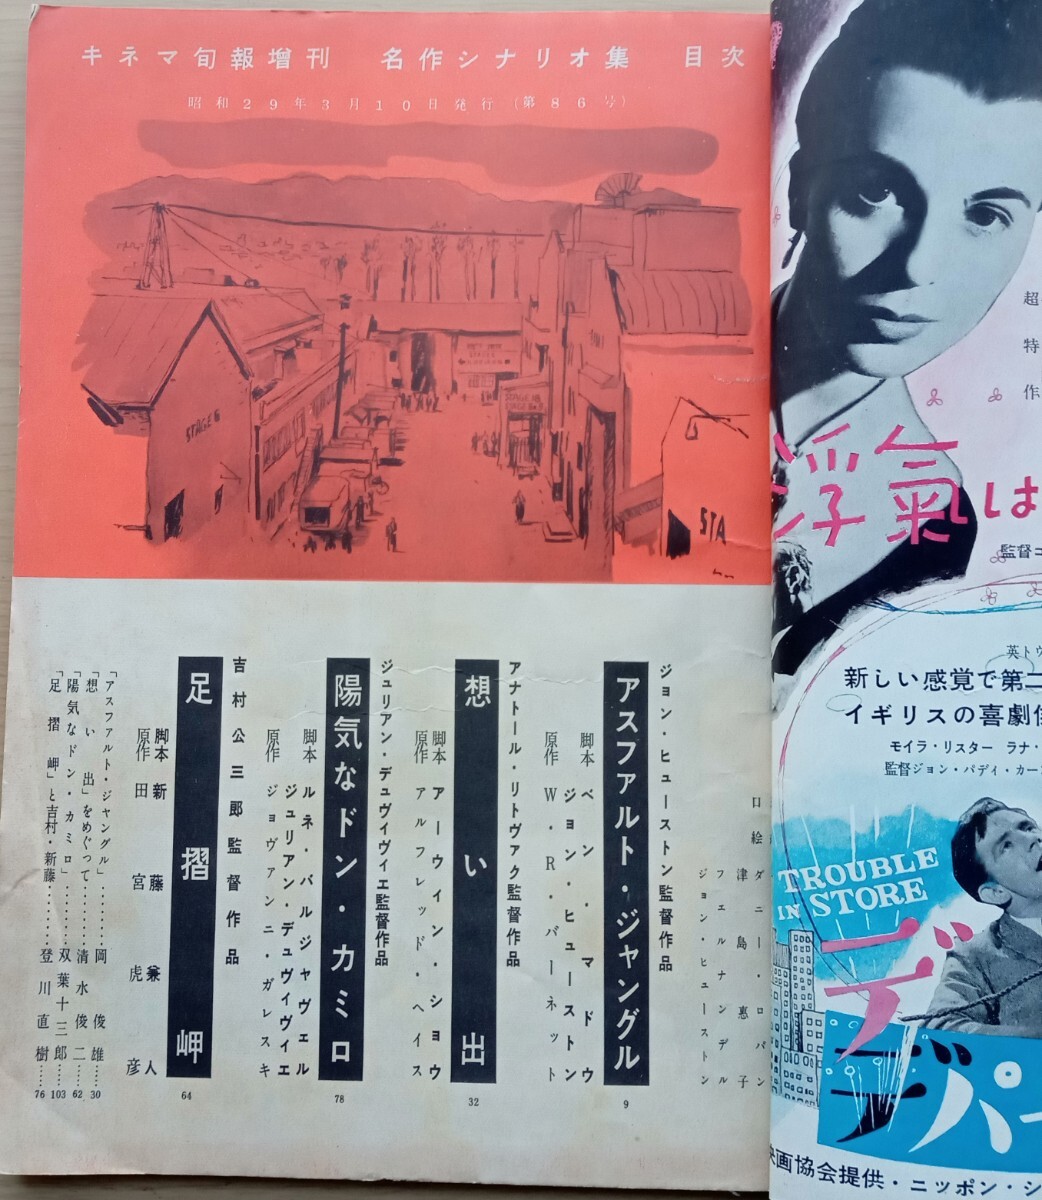 キネマ旬報増刊 名作シナリオ集 目次
昭和29年3月10日発行(第86号)
STAGE 6
STAGE 16
STA
口絵 ダニー・ロバン
津島惠子
フェルナンデル
ジョン・ヒューストン
ジョン・ヒューストン監督作品
アスファルト・ジャングル
脚本 ベン・マドウ
ジョン・ヒューストン
原作 W・R・バーネット
9
アナトール・リトヴァク監督作品
想い出
脚本 アーウィン・ショウ
原作 アルフレッド・ヘイス
32
ジュリアン・デュヴィヴィエ監督作品
陽気なドン・カミロ
脚本 ルネ・バルジャヴェル
ジュリアン・デュヴィヴィエ
原作 ジョヴァンニ・ガレスキ
78
吉村公三郎監督作品
足摺岬
脚本 新藤兼人
原作 田宮虎彦
64
「アスファルト・ジャングル」………岡俊雄……30
「想い出」をめぐつて………清水俊二……62
「陽気なドン・カミロ」………双葉十三郎……103
「足摺岬」と吉村・新藤………登川直樹……76
超
特
作
浮氣は
監督コ
英トウ
新しい感覚で第二
イギリスの喜劇俳
モイラ・リスター ラナ・
監督ジョン・パディ・カー
TROUBLE
IN STORE
デ
デパー
映画協会提供・ニッポン・シ